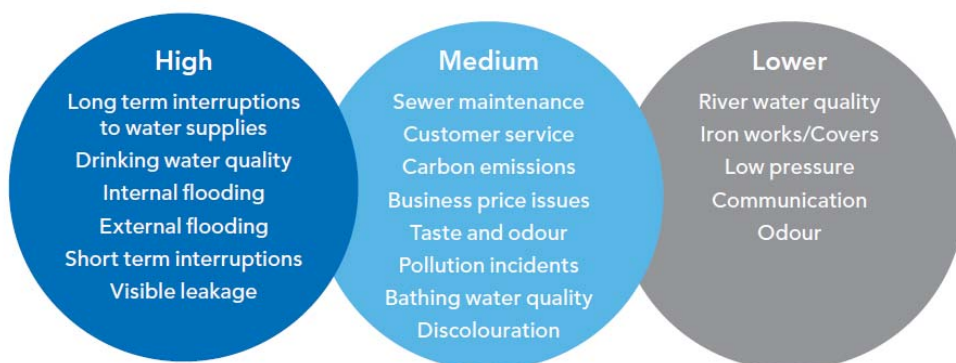 High
Long term interruptions
to water supplies
Drinking water quality
Internal flooding
External flooding
Short term interruptions
Visible leakage
Medium
Sewer maintenance
Customer service
Carbon emissions
Business price issues
Taste and odour
Pollution incidents
Bathing water quality
Discolouration
Lower
River water quality
Iron works/Covers
Low pressure
Communication
Odour